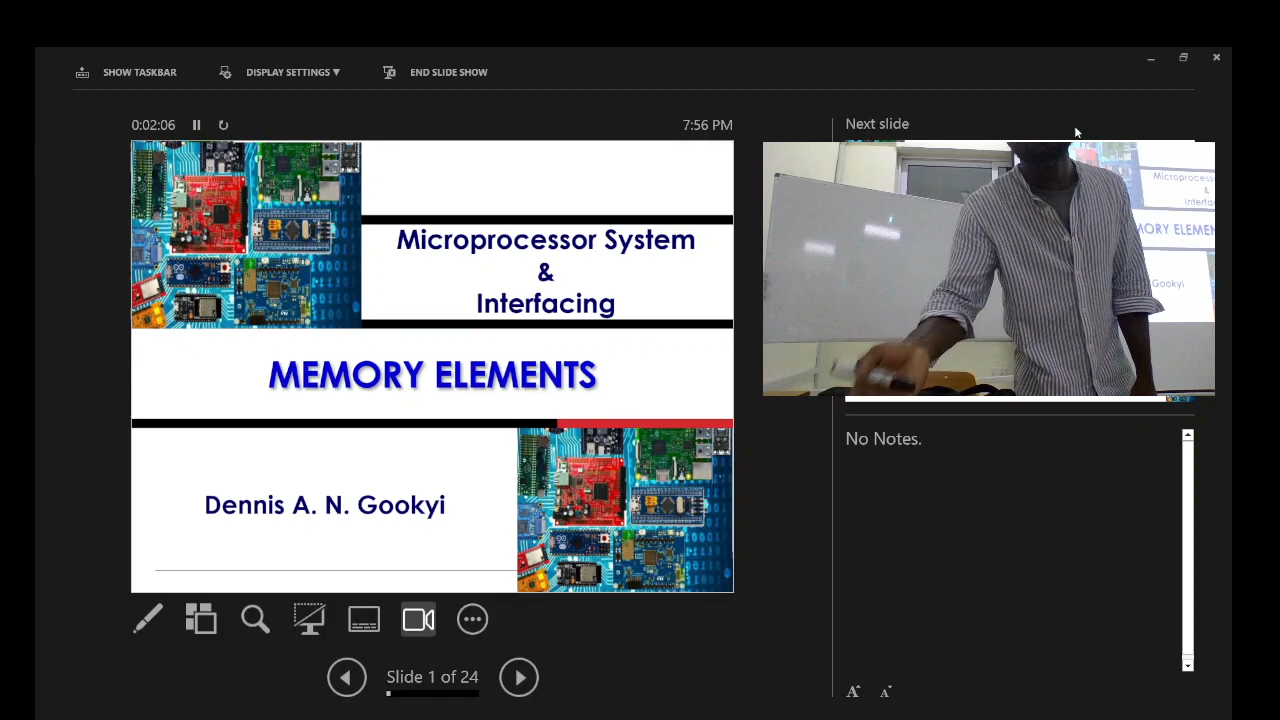 SHOW TASKBAR
DISPLAY SETTINGS ▼
END SLIDE SHOW
0:02:06
7:56 PM
Microprocessor System
&
Interfacing
MEMORY ELEMENTS
Dennis A. N. Gookyi
Slide 1 of 24
Next slide
&
Gookyi
No Notes.
A
A